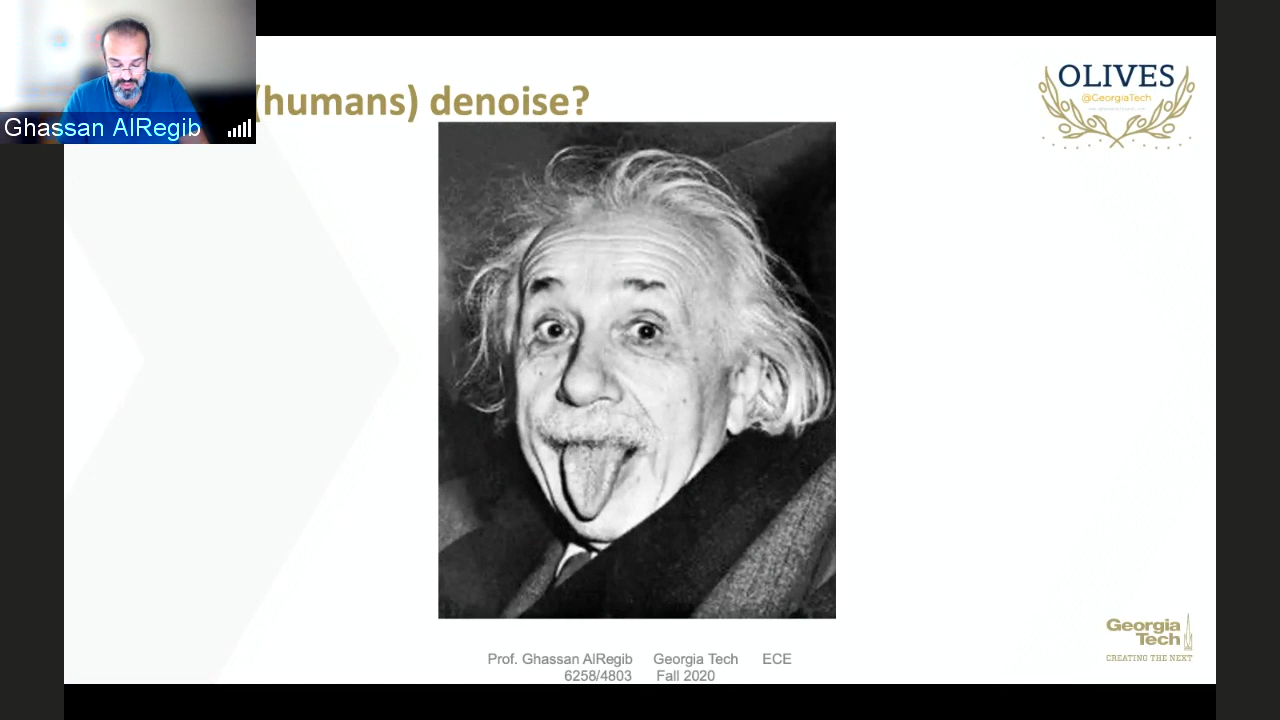 Ghassan AlRegib
(humans) denoise?
OLIVES
@GeorgiaTech
Georgia
Tech
CREATING THE NEXT
Prof. Ghassan AlRegib Georgia Tech ECE
6258/4803 Fall 2020